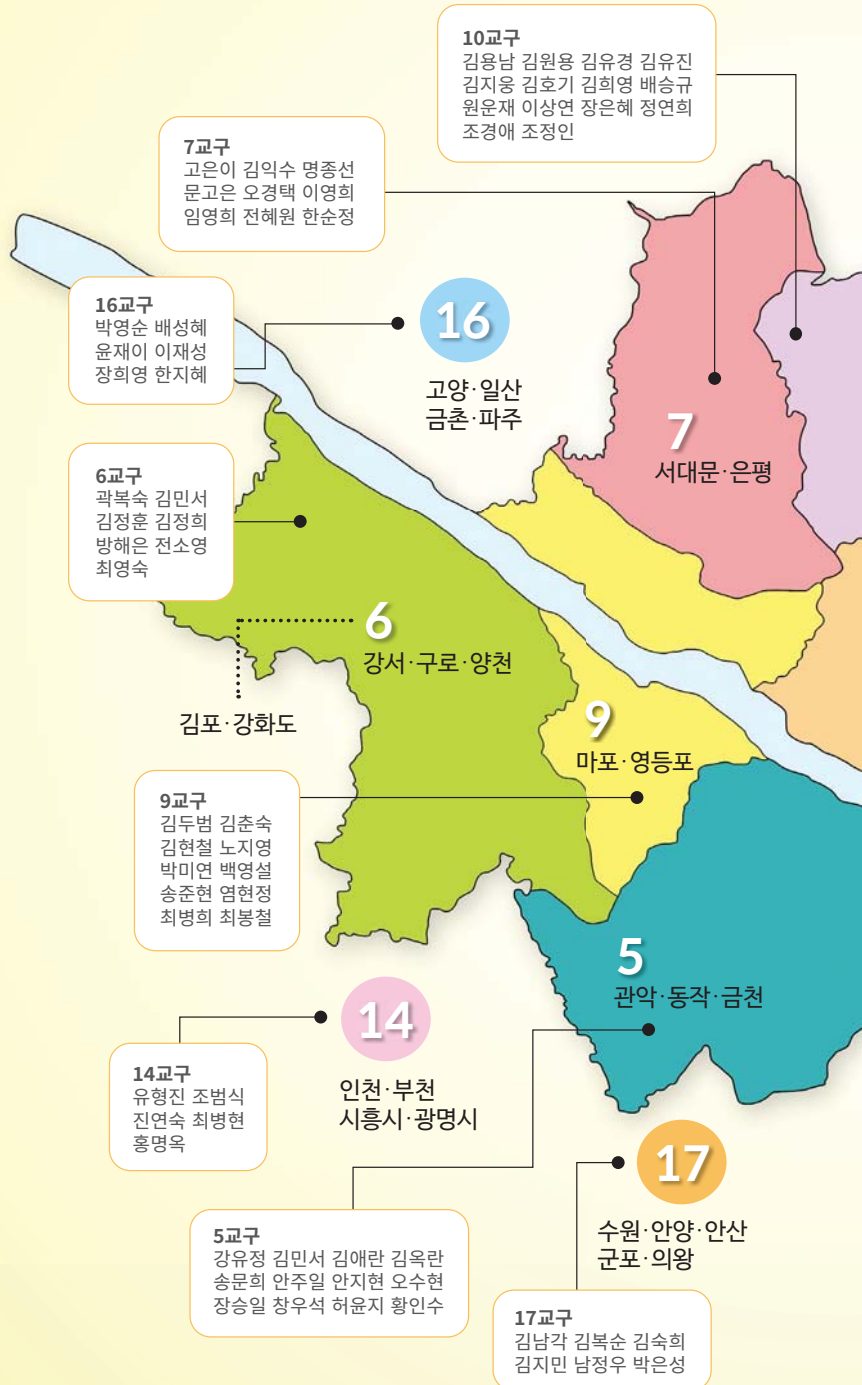 10교구
김용남 김원용 김유경 김유진
김지웅 김호기 김희영 배승규
원운재 이상연 장은혜 정연희
조경애 조정인
7교구
고은이 김익수 명종선
문고은 오경택 이영희
임영희 전혜원 한순정
16교구
박영순 배성혜
윤재이 이재성
장희영 한지혜
16
고양·일산
금촌·파주
7
서대문·은평
6교구
곽복숙 김민서
김정훈 김정희
방해은 전소영
최영숙
6
강서·구로·양천
김포·강화도
9
마포·영등포
9교구
김두범 김춘숙
김현철 노지영
박미연 백영설
송준현 염현정
최병희 최봉철
5
관악·동작·금천
14
인천·부천
시흥시·광명시
14교구
유형진 조범식
진연숙 최병현
홍명옥
17
수원·안양·안산
군포·의왕
5교구
강유정 김민서 김애란 김옥란
송문희 안주일 안지현 오수현
장승일 창우석 허윤지 황인수
17교구
김남각 김복순 김숙희
김지민 남정우 박은성